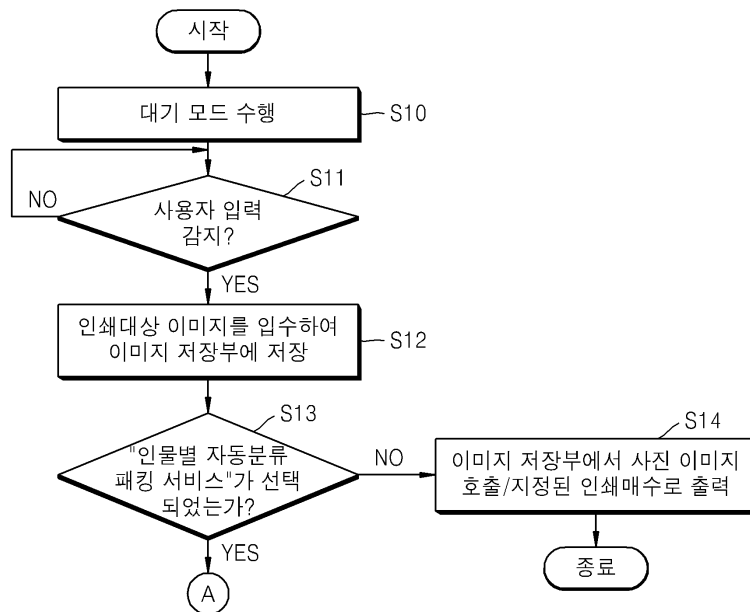 시작
대기 모드 수행
S10
S11
NO
사용자 입력
감지?
YES
인쇄대상 이미지를 입수하여
이미지 저장부에 저장
S12
S13
"인물별 자동분류
패킹 서비스"가 선택
되었는가?
NO
S14
이미지 저장부에서 사진 이미지
호출/지정된 인쇄매수로 출력
YES
종료
A